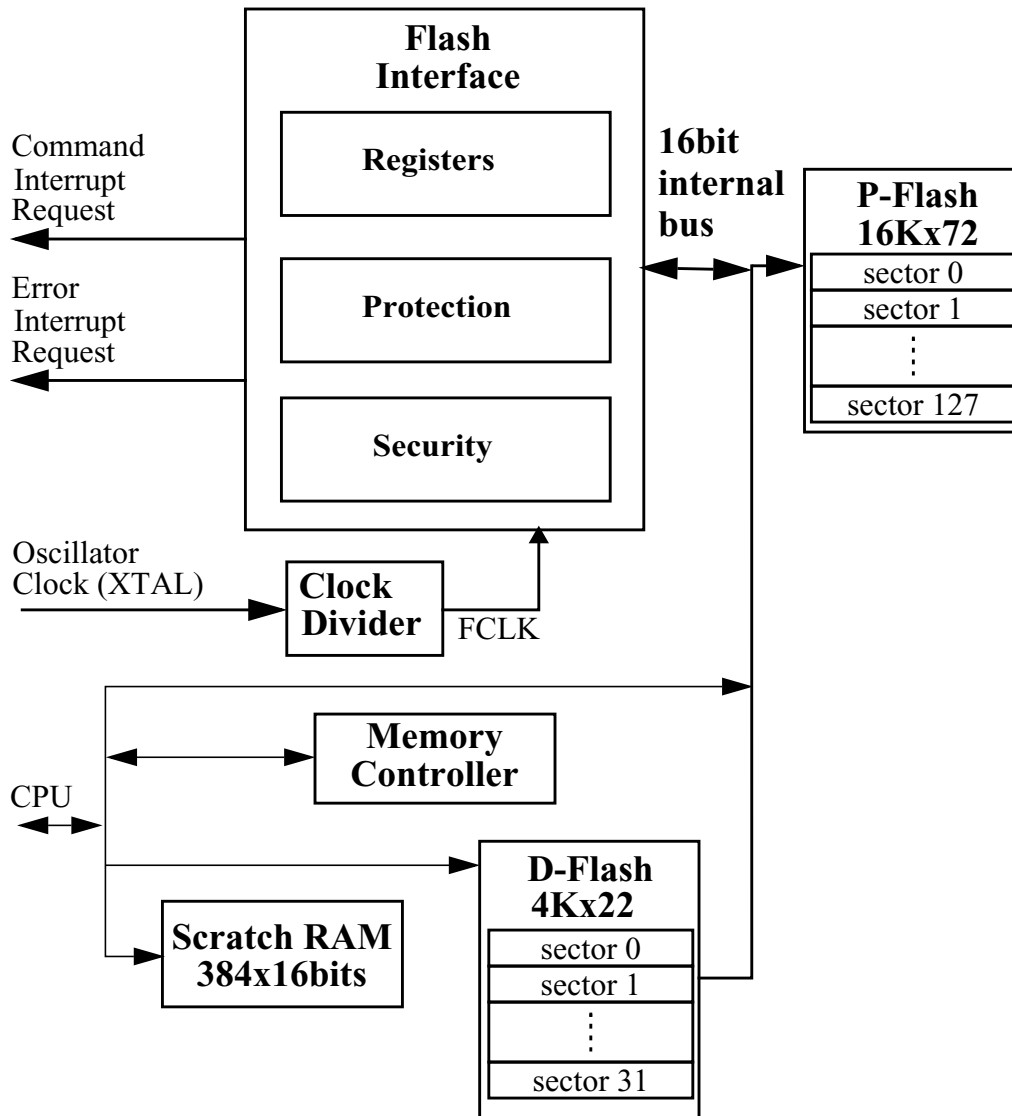 Flash
Interface
Registers
Protection
Security
Command
Interrupt
Request
Error
Interrupt
Request
16bit
internal
bus
P-Flash
16Kx72
sector 0
sector 1
sector 127
Oscillator
Clock (XTAL)
Clock
Divider
FCLK
Memory
Controller
CPU
D-Flash
4Kx22
sector 0
sector 1
sector 31
Scratch RAM
384x16bits